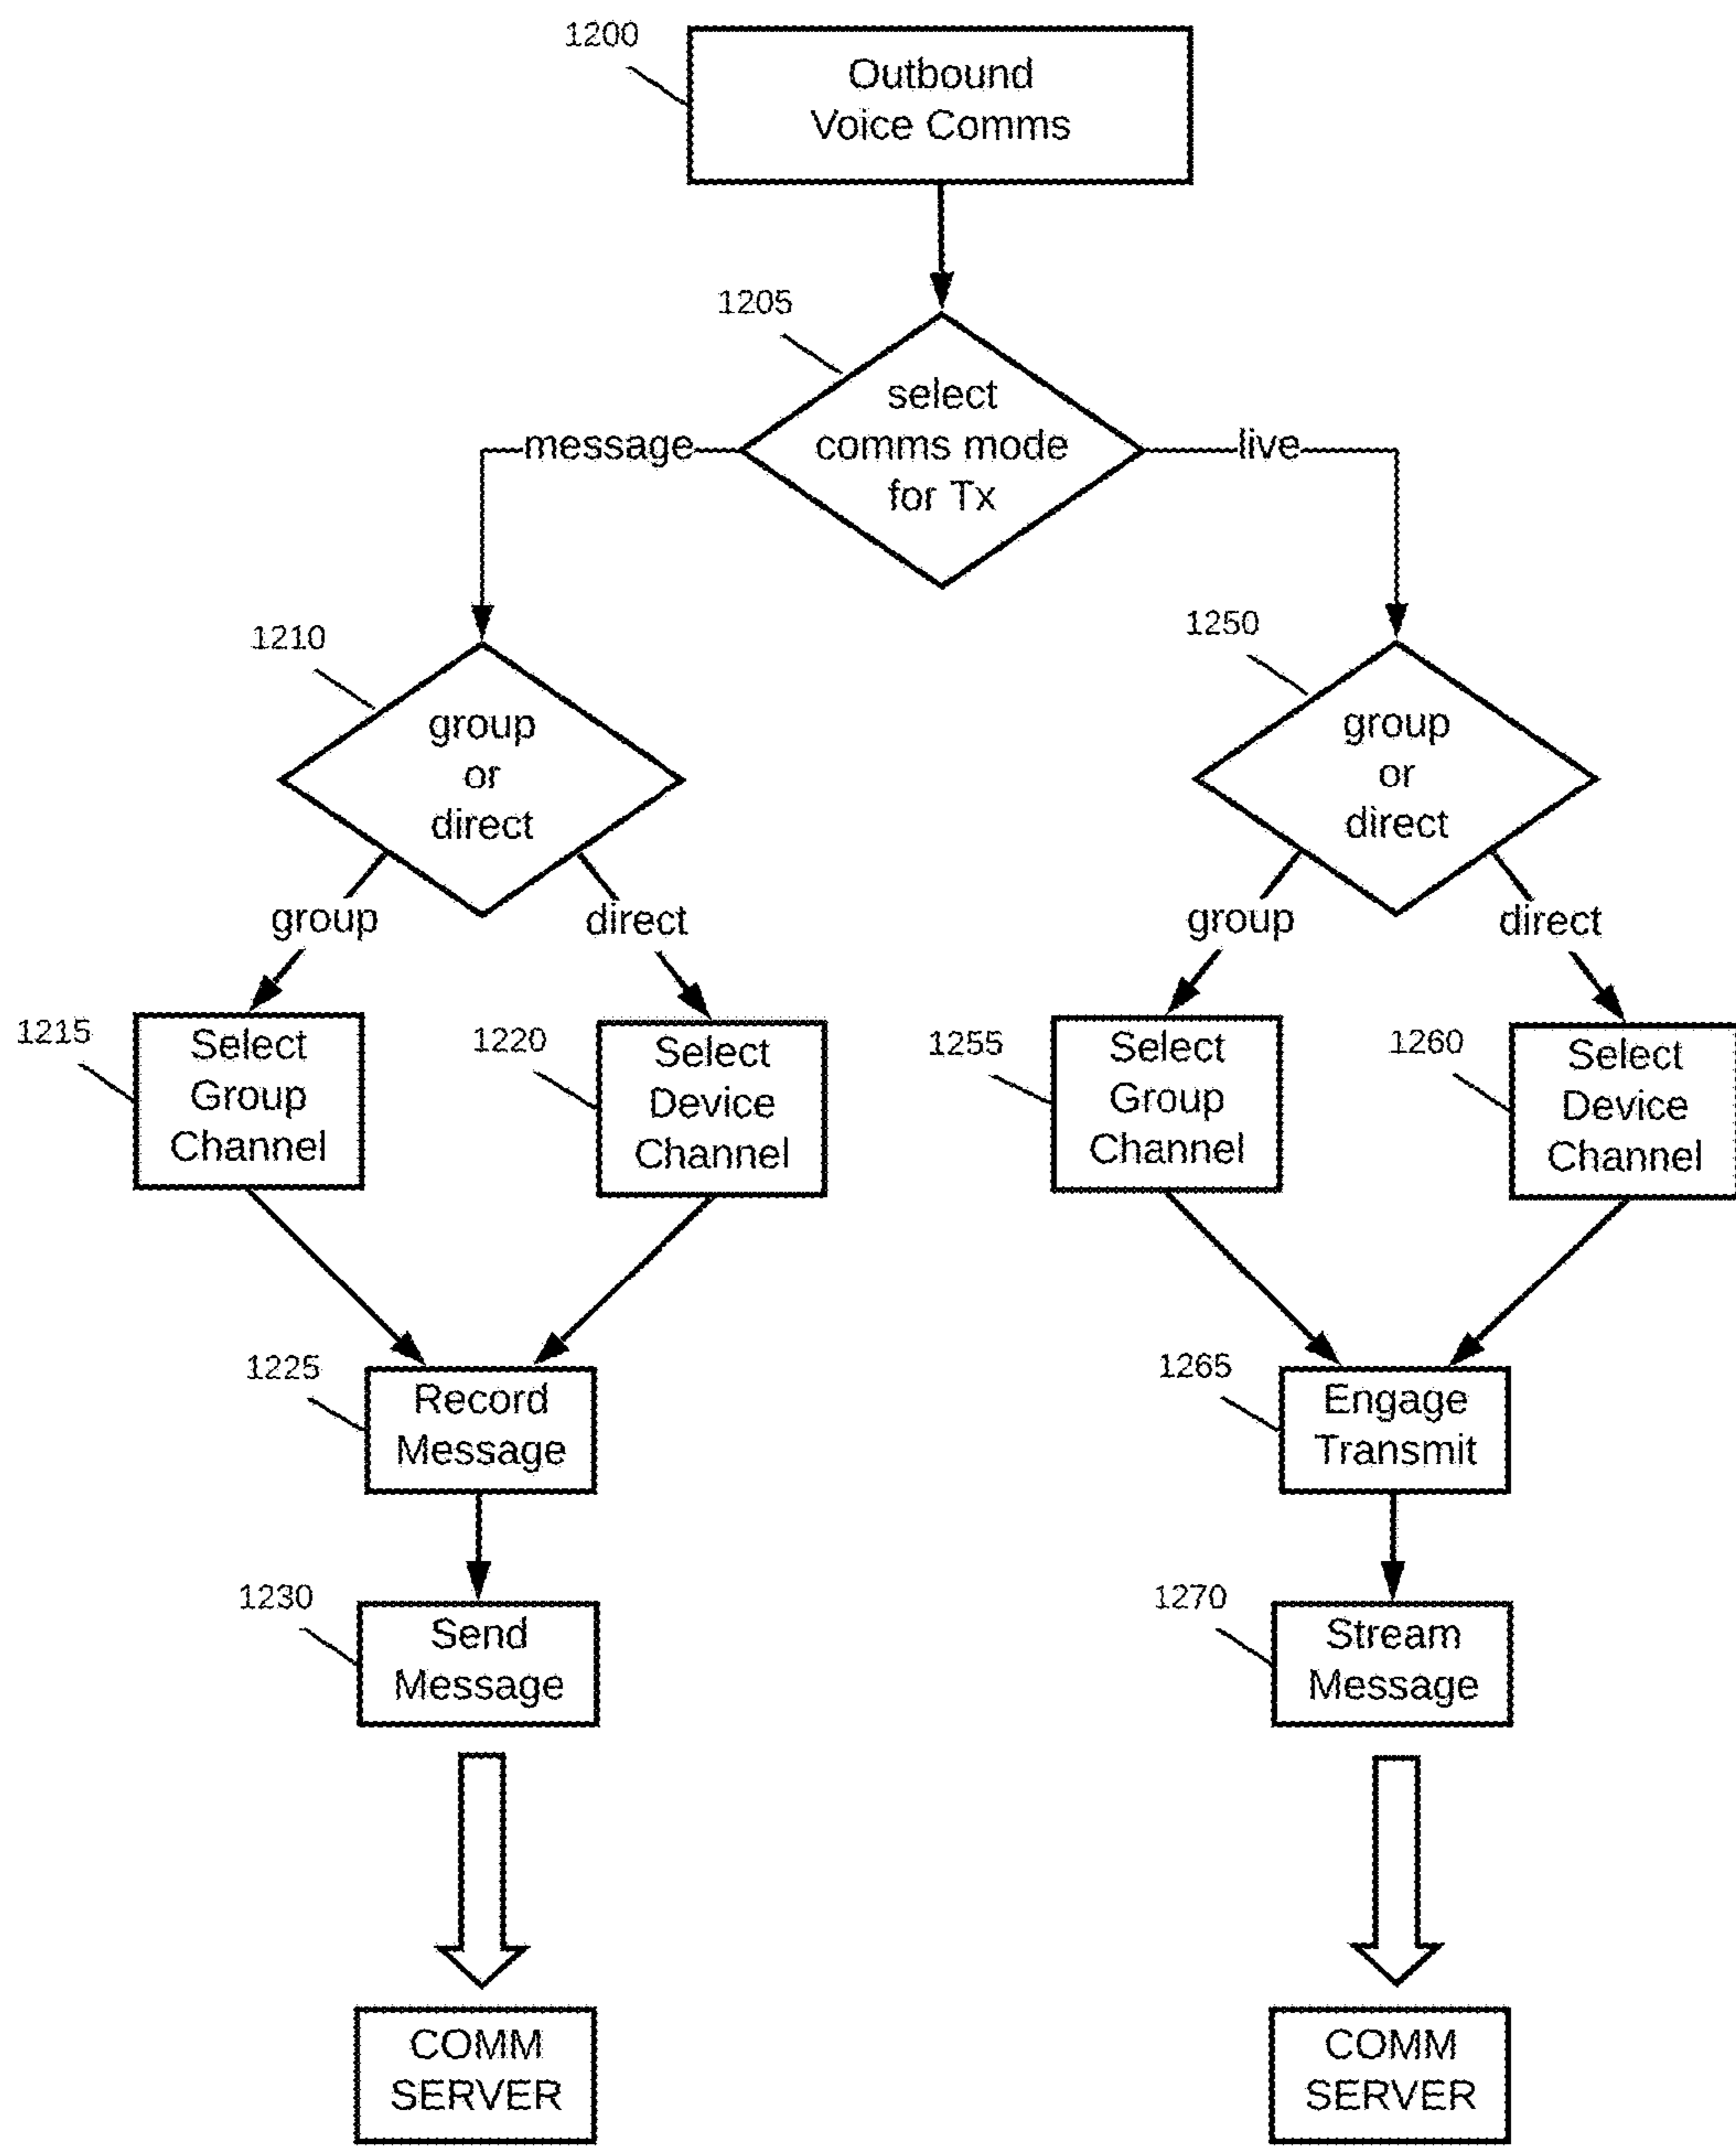 1200
Outbound
Voice Comms
1205
select
comms mode
for Tx
message
live
1210
group
or
direct
1250
group
or
direct
group
direct
group
direct
1215
Select
Group
Channel
1220
Select
Device
Channel
1255
Select
Group
Channel
1260
Select
Device
Channel
1225
Record
Message
1265
Engage
Transmit
1230
Send
Message
1270
Stream
Message
COMM
SERVER
COMM
SERVER